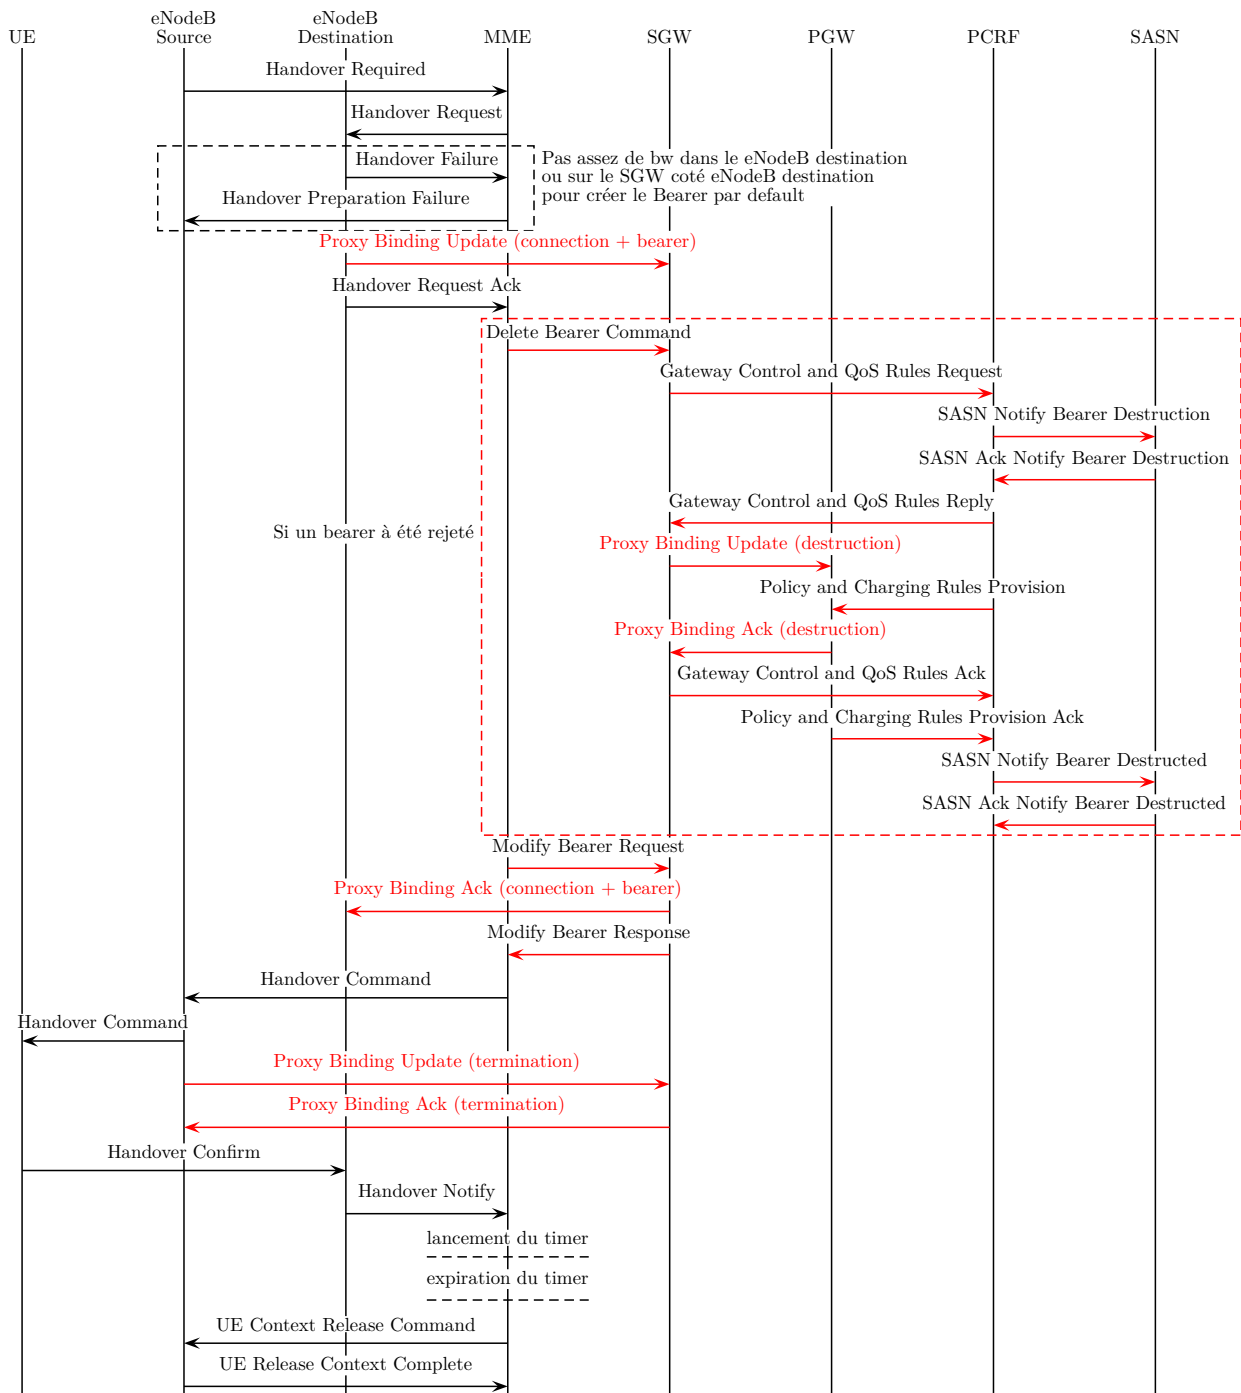 UE
eNodeB
Source
eNodeB
Destination
MME
SGW
PGW
PCRF
SASN
Handover Required
Handover Request
Handover Failure
Pas assez de bw dans le eNodeB destination
ou sur le SGW coté eNodeB destination
pour créer le Bearer par default
Handover Preparation Failure
Proxy Binding Update (connection + bearer)
Handover Request Ack
Delete Bearer Command
Gateway Control and QoS Rules Request
SASN Notify Bearer Destruction
SASN Ack Notify Bearer Destruction
Gateway Control and QoS Rules Reply
Si un bearer à été rejeté
Proxy Binding Update (destruction)
Policy and Charging Rules Provision
Proxy Binding Ack (destruction)
Gateway Control and QoS Rules Ack
Policy and Charging Rules Provision Ack
SASN Notify Bearer Destructed
SASN Ack Notify Bearer Destructed
Modify Bearer Request
Proxy Binding Ack (connection + bearer)
Modify Bearer Response
Handover Command
Handover Command
Proxy Binding Update (termination)
Proxy Binding Ack (termination)
Handover Confirm
Handover Notify
lancement du timer
expiration du timer
UE Context Release Command
UE Release Context Complete